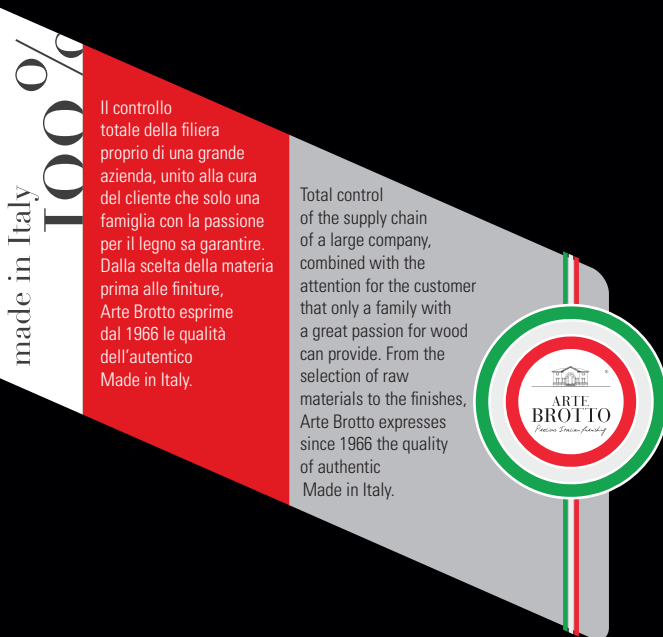 100%
made in Italy
Il controllo
totale della filiera
proprio di una grande
azienda, unito alla cura
del cliente che solo una
famiglia con la passione
per il legno sa garantire.
Dalla scelta della materia
prima alle finiture,
Arte Brotto esprime
dal 1966 le qualità
dell'autentico
Made in Italy.
Total control
of the supply chain
of a large company,
combined with the
attention for the customer
that only a family with
a great passion for wood
can provide. From the
selection of raw
materials to the finishes,
Arte Brotto expresses
since 1966 the quality
of authentic
Made in Italy.
®
ARTE
BROTTO
Precious Italian furnishing